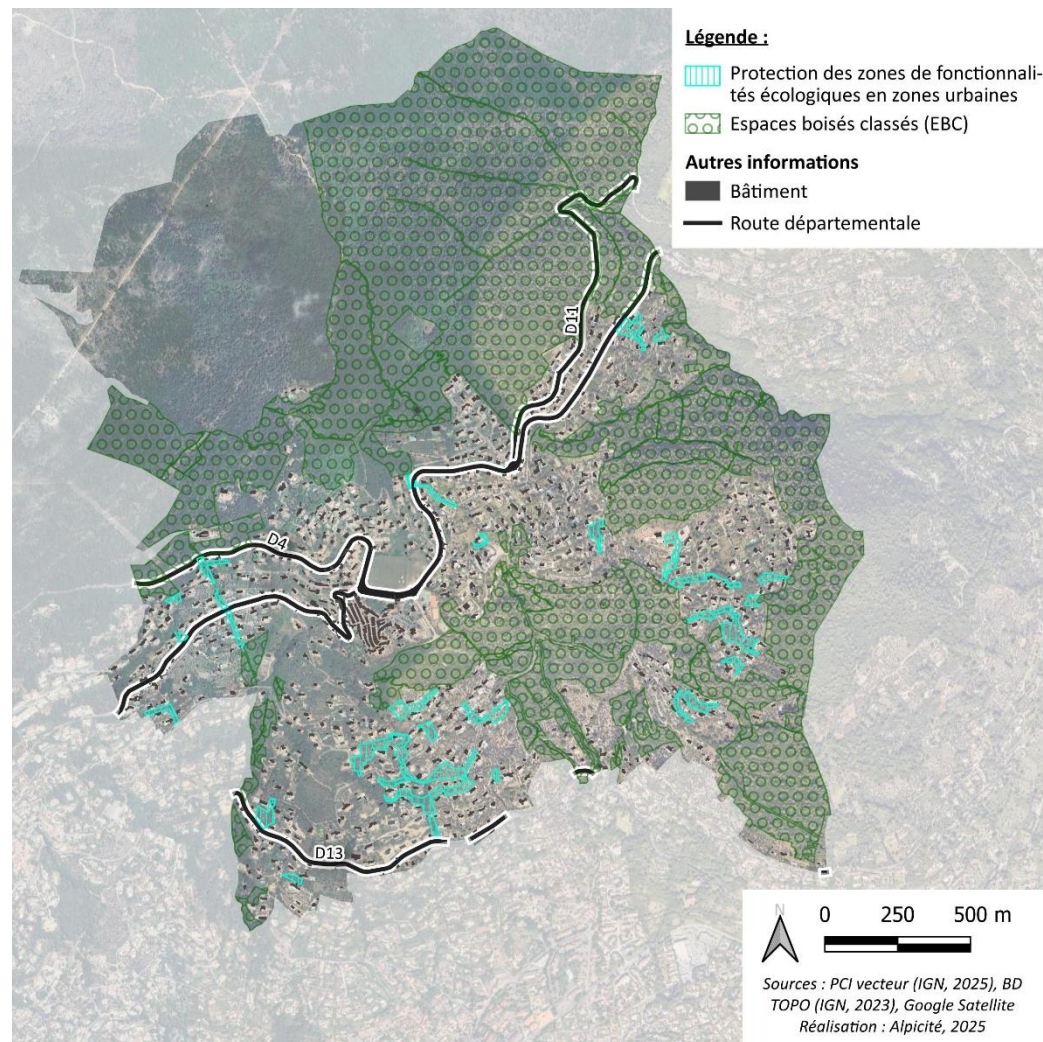 Légende :
Protection des zones de fonctionnali-
tés écologiques en zones urbaines
Espaces boisés classés (EBC)
Autres informations
Bâtiment
Route départementale
D11
D4
D13
N
0 250 500 m
Sources : PCI vecteur (IGN, 2025), BD
TOPO (IGN, 2023), Google Satellite
Réalisation : Alpicité, 2025